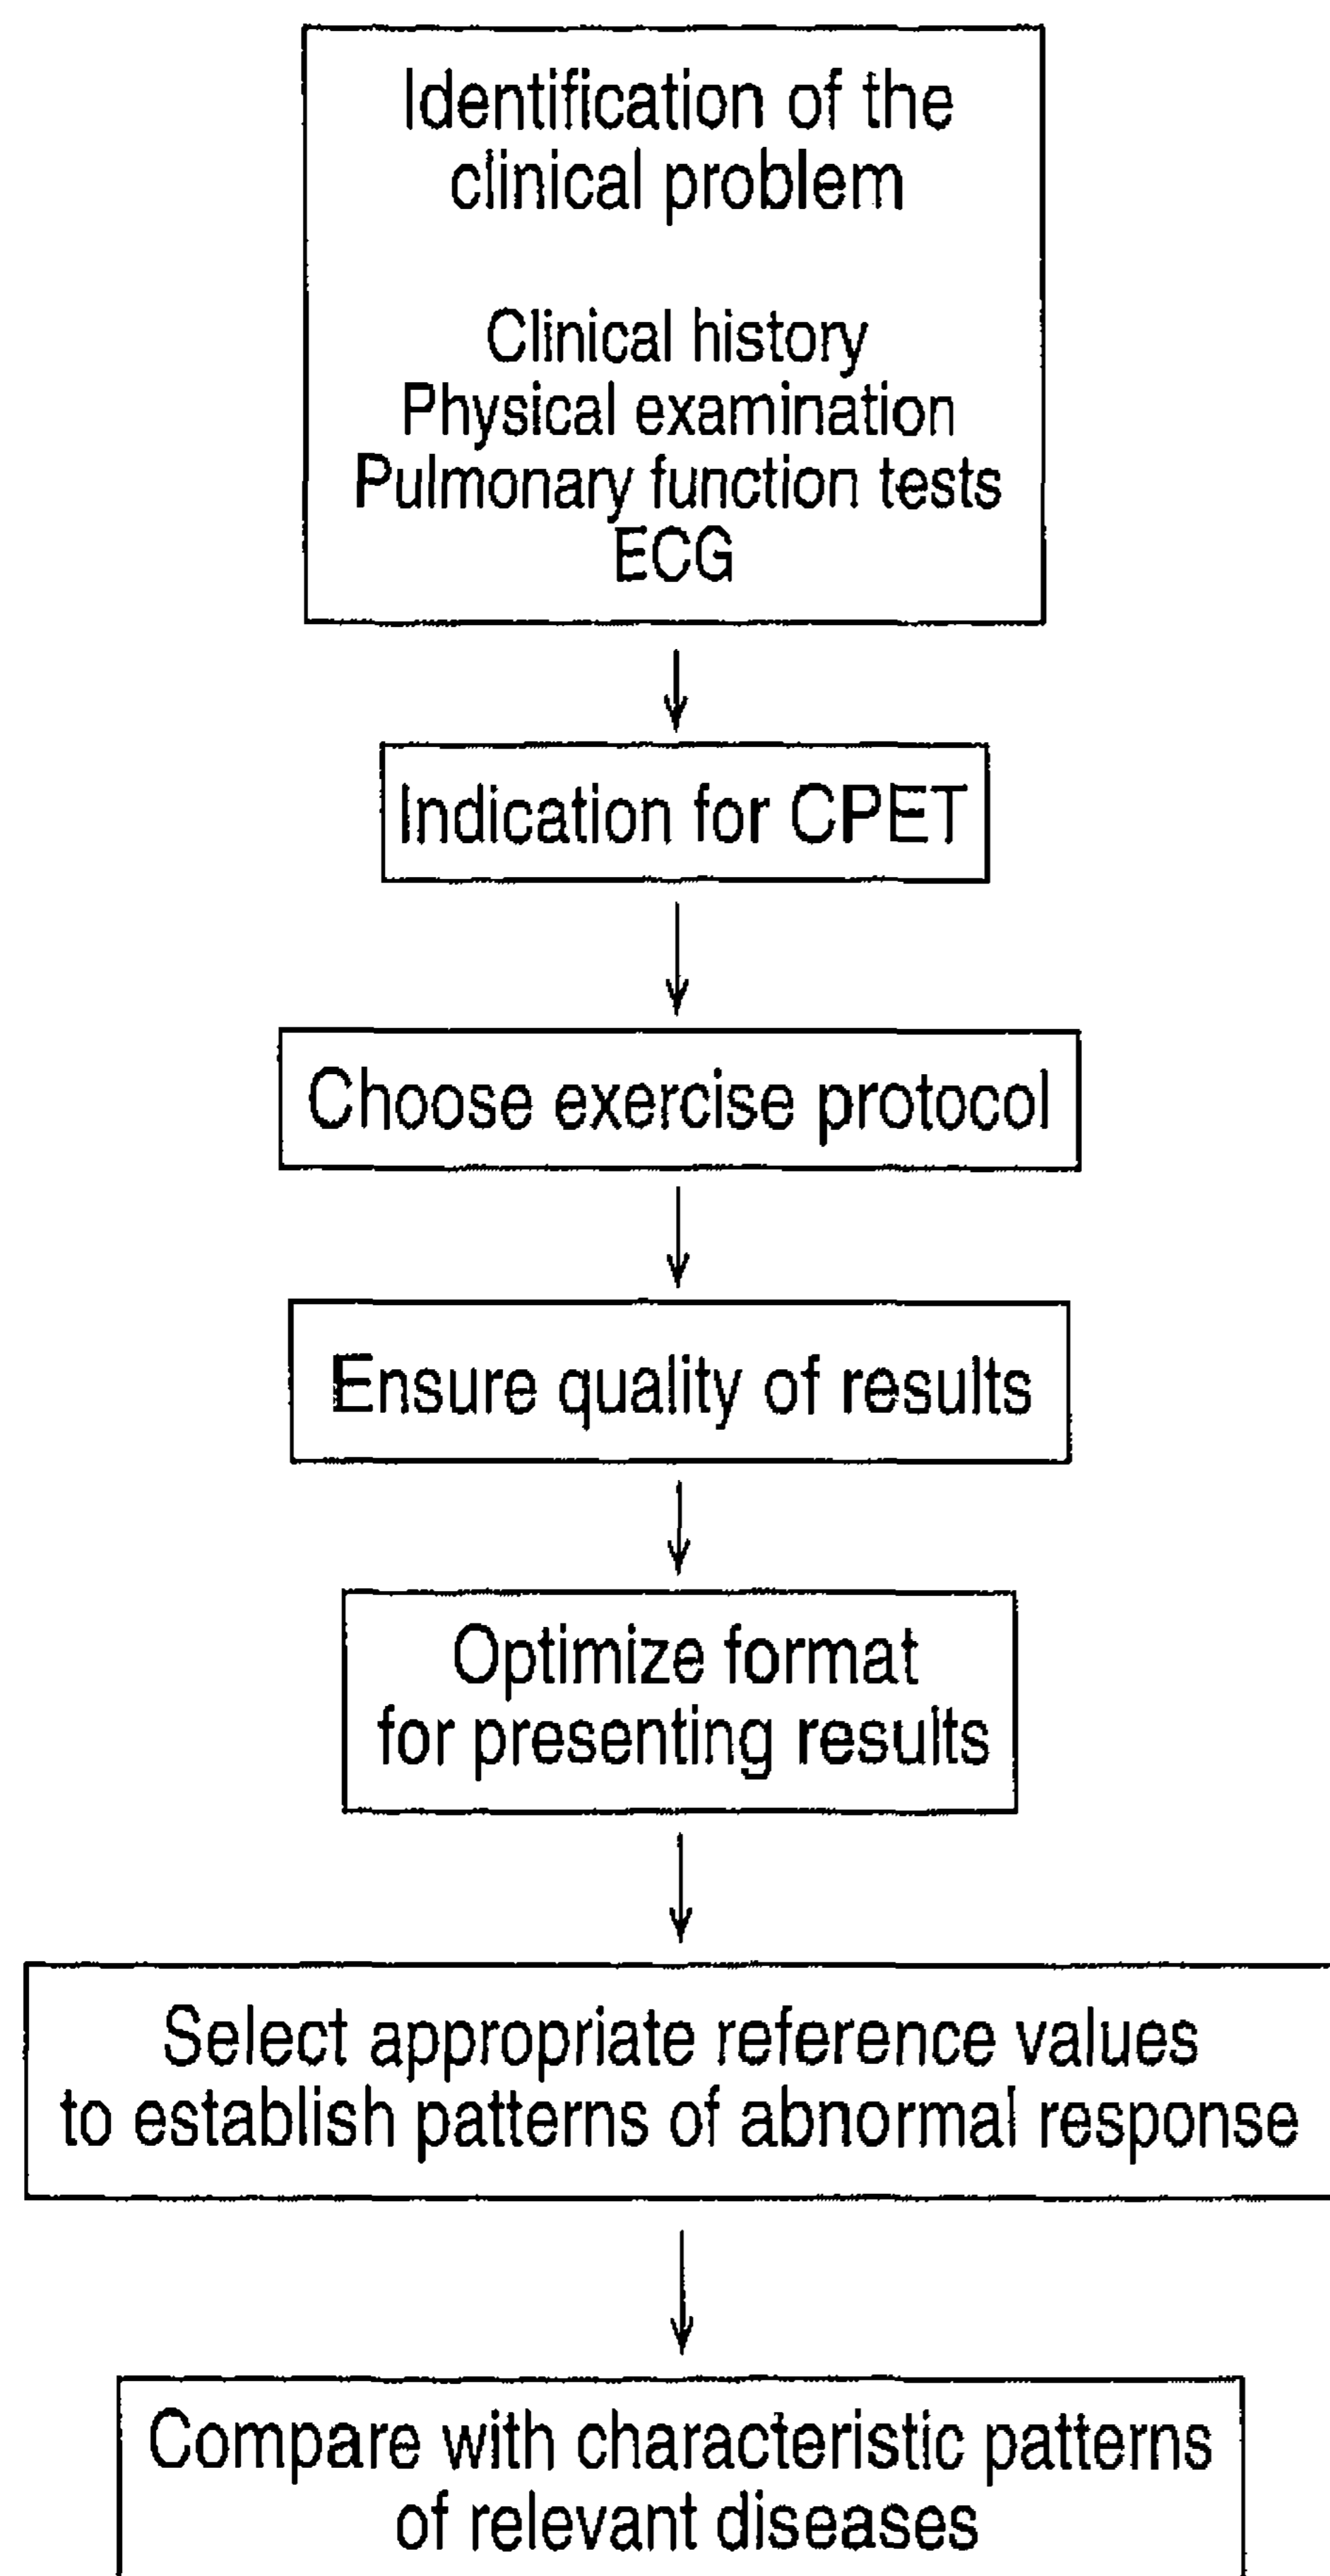 Identification of the
clinical problem
Clinical history
Physical examination
Pulmonary function tests
ECG
Indication for CPET
Choose exercise protocol
Ensure quality of results
Optimize format
for presenting results
Select appropriate reference values
to establish patterns of abnormal response
Compare with characteristic patterns
of relevant diseases